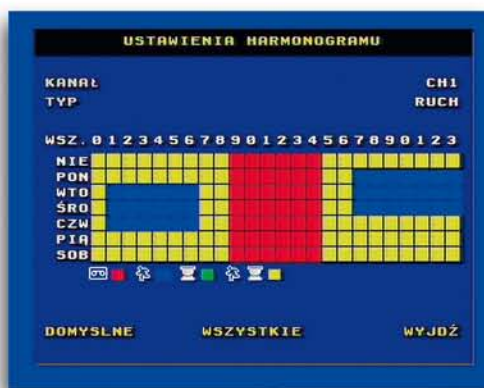 USTAWIENIA HARMONOGRAMU
KANAŁ CH1
TYP RUCH
WSZ. 0 1 2 3 4 5 6 7 8 9 0 1 2 3 4 5 6 7 8 9 0 1 2 3
NIE
PON
WTO
ŚRO
CZW
PIĄ
SOB
DOMYSLNE WSZYSTKIE WYJDŹ